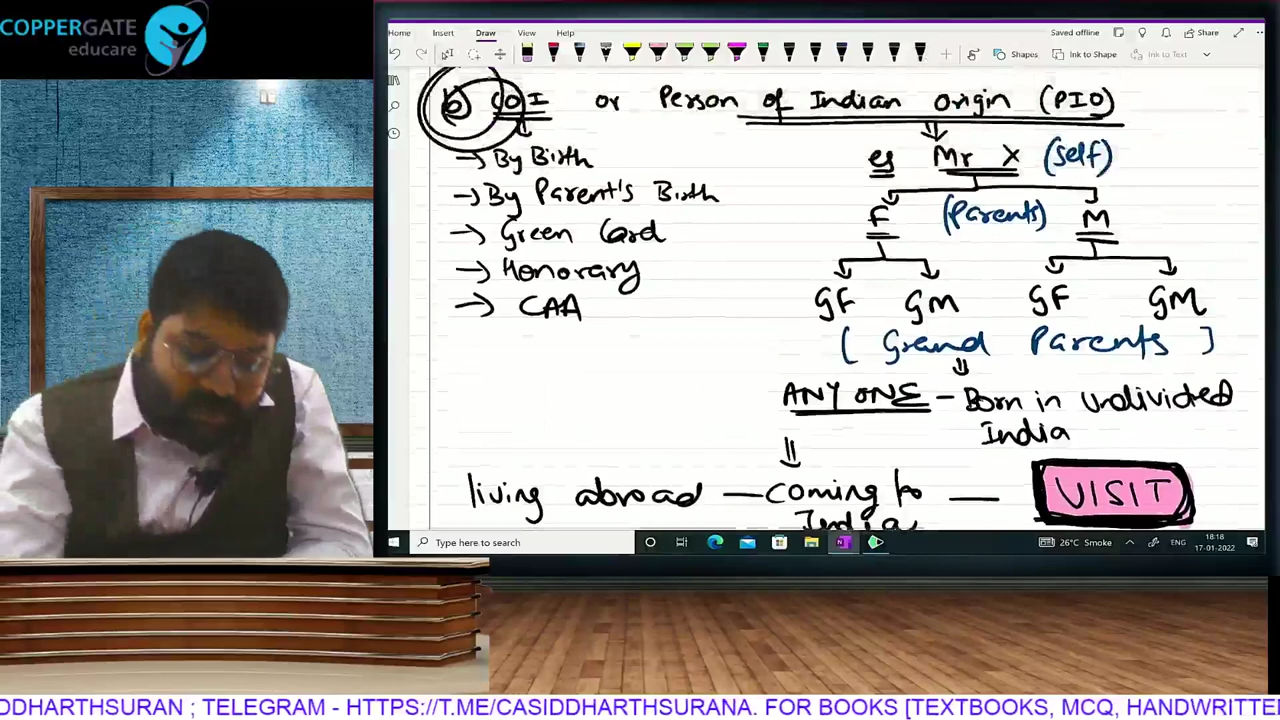 COPPERGATE
educare
Home Insert Draw View Help
Saved offline
Share
Shapes
Ink to Shape
Ink to Text
(b) COI or Person of Indian origin (PIO)
→ By Birth
→ By Parent's Birth
→ Green Card
→ Honorary
→ CAA
eg Mr X (Self)
F (Parents) M
GF GM GF GM
( Grand Parents )
ANY ONE - Born in undivided
India
living abroad — Coming to — VISIT
India
Type here to search
26°C Smoke
ENG
18:18
17-01-2022
DDHARTHSURAN ; TELEGRAM - HTTPS://T.ME/CASIDDHARTHSURANA. FOR BOOKS [TEXTBOOKS, MCQ, HANDWRITTE